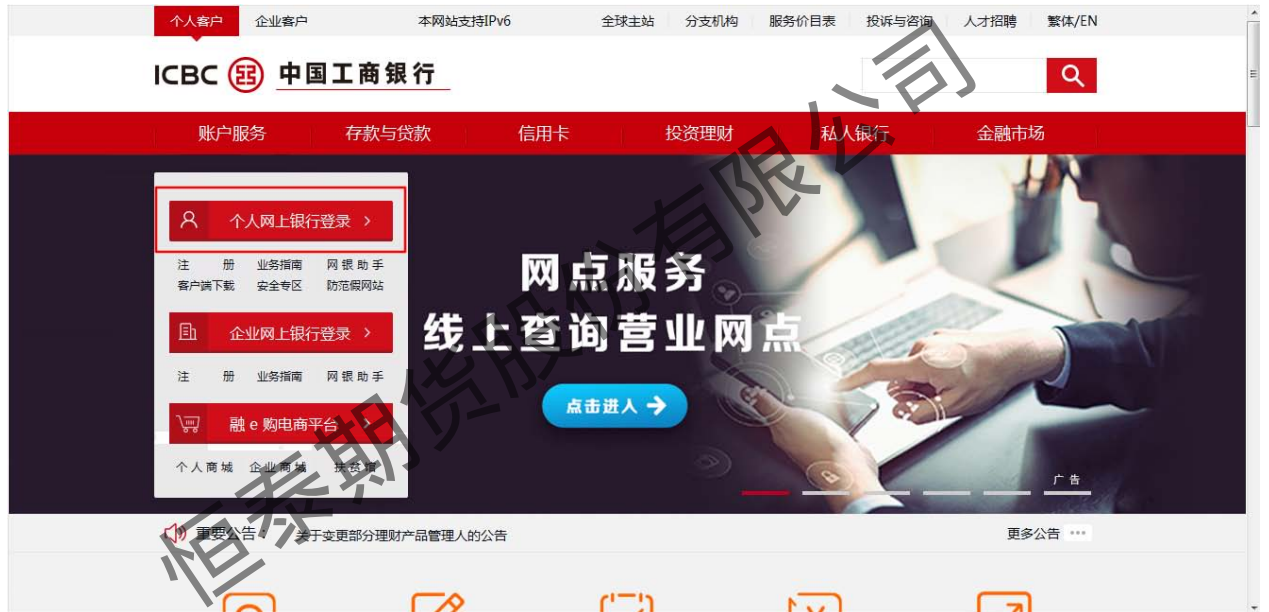 个人客户 企业客户 本网站支持IPv6 全球主站 分支机构 服务价目表 投诉与咨询 人才招聘 繁体/EN
ICBC 中国工商银行
账户服务 存款与贷款 信用卡 投资理财 私人银行 金融市场
个人网上银行登录 >
注 册 业务指南 网银助手
客户端下载 安全专区 防范假网站
企业网上银行登录 >
注 册 业务指南 网银助手
融e购电商平台 >
个人商城 企业商城 扶贫馆
网点服务
线上查询营业网点
点击进入
广告
重要公告： 关于变更部分理财产品管理人的公告 更多公告 ...
恒泰期货股份有限公司